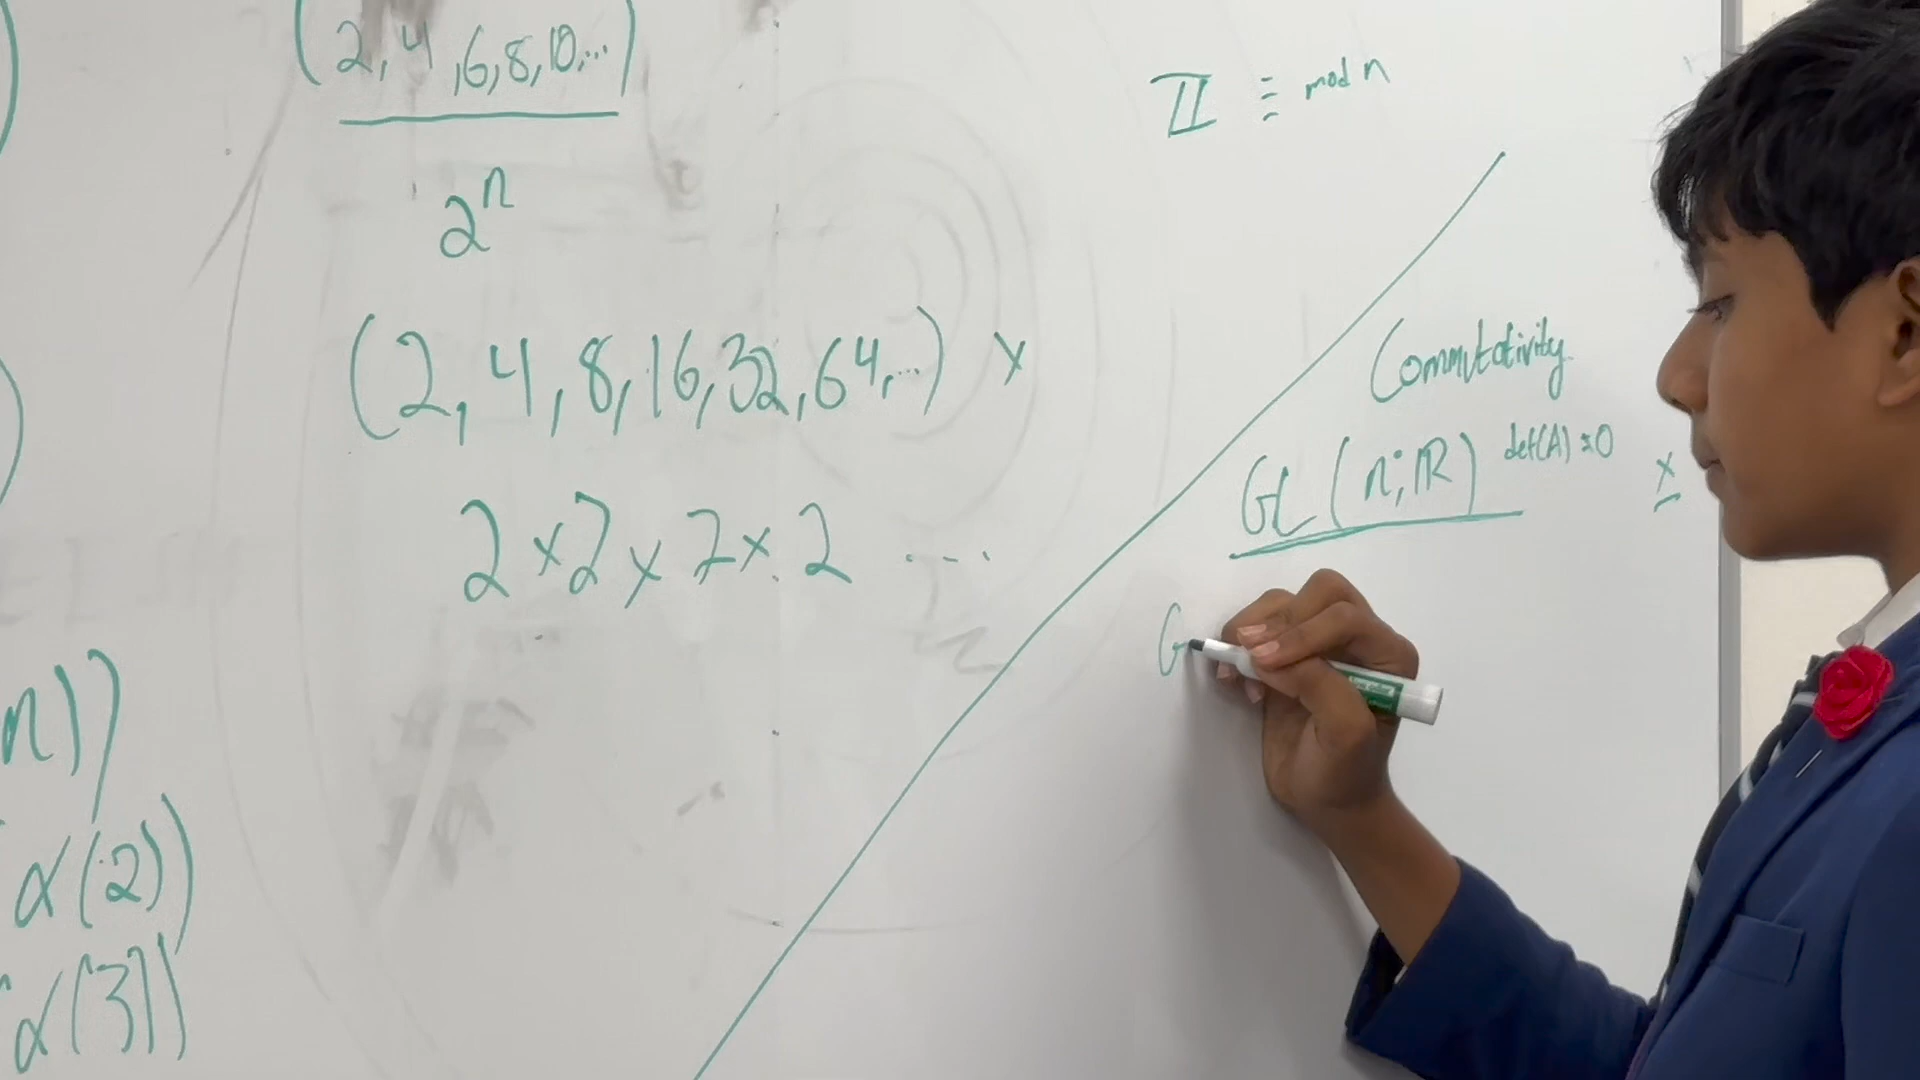 (2, 4, 6, 8, 10, ...)
2ⁿ
(2, 4, 8, 16, 32, 64, ...) ×
2 × 2 × 2 × 2 ...
n))
α(2))
α(3))
≡ mod n
Commutativity
GL(n; ℝ) det(A) ≠ 0 ×
G